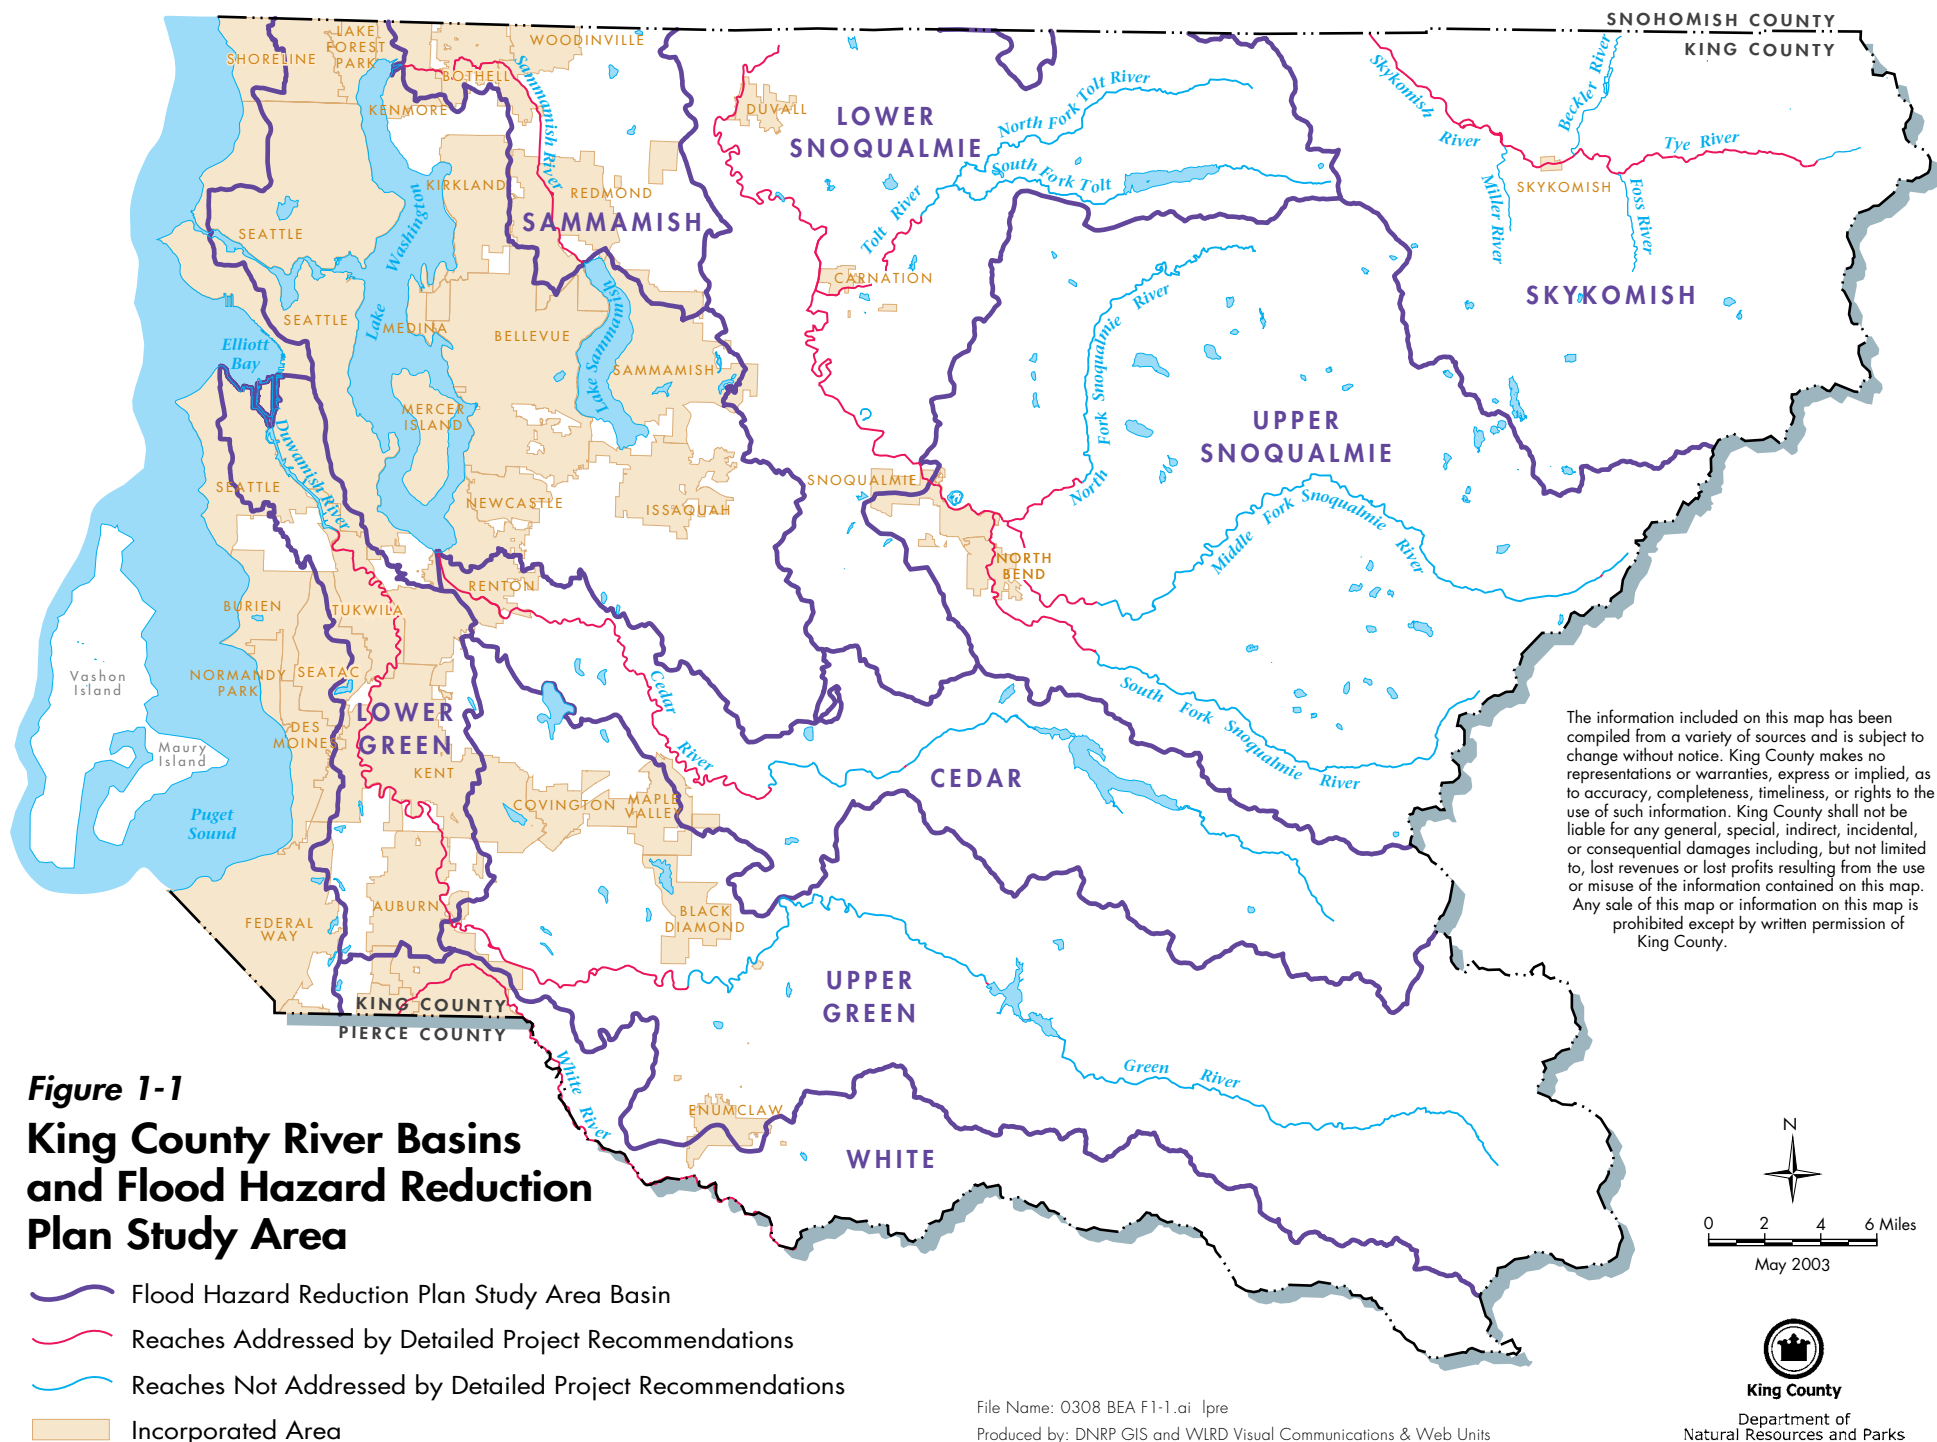 SNOHOMISH COUNTY
KING COUNTY
SHORELINE
LAKE
FOREST
PARK
WOODINVILLE
BOTHELL
KENMORE
Sammamish River
DUVALL
LOWER
SNOQUALMIE
North Fork Tolt River
South Fork Tolt
Tolt River
Skykomish
River
Beckler River
Tye River
SKYKOMISH
Miller River
Foss River
KIRKLAND
REDMOND
SAMMAMISH
SEATTLE
Lake Washington
CARNATION
SKYKOMISH
SEATTLE
MEDINA
BELLEVUE
Lake Sammamish
SAMMAMISH
Elliott
Bay
North Fork Snoqualmie River
MERCER
ISLAND
UPPER
SNOQUALMIE
Duwamish River
SEATTLE
NEWCASTLE
ISSAQUAH
SNOQUALMIE
Middle Fork Snoqualmie River
NORTH
BEND
RENTON
BURIEN
TUKWILA
Vashon
Island
NORMANDY
PARK
SEATAC
Cedar
River
South Fork Snoqualmie River
LOWER
GREEN
DES
MOINES
Maury
Island
KENT
CEDAR
COVINGTON
MAPLE
VALLEY
Puget
Sound
The information included on this map has been
compiled from a variety of sources and is subject to
change without notice. King County makes no
representations or warranties, express or implied, as
to accuracy, completeness, timeliness, or rights to the
use of such information. King County shall not be
liable for any general, special, indirect, incidental,
or consequential damages including, but not limited
to, lost revenues or lost profits resulting from the use
or misuse of the information contained on this map.
Any sale of this map or information on this map is
prohibited except by written permission of
King County.
AUBURN
FEDERAL
WAY
BLACK
DIAMOND
UPPER
GREEN
KING COUNTY
PIERCE COUNTY
White River
Green River
ENUMCLAW
WHITE
Figure 1-1
King County River Basins
and Flood Hazard Reduction
Plan Study Area
Flood Hazard Reduction Plan Study Area Basin
Reaches Addressed by Detailed Project Recommendations
Reaches Not Addressed by Detailed Project Recommendations
Incorporated Area
N
0 2 4 6 Miles
May 2003
King County
Department of
Natural Resources and Parks
File Name: 0308 BEA F1-1.ai lpre
Produced by: DNRP GIS and WLRD Visual Communications & Web Units